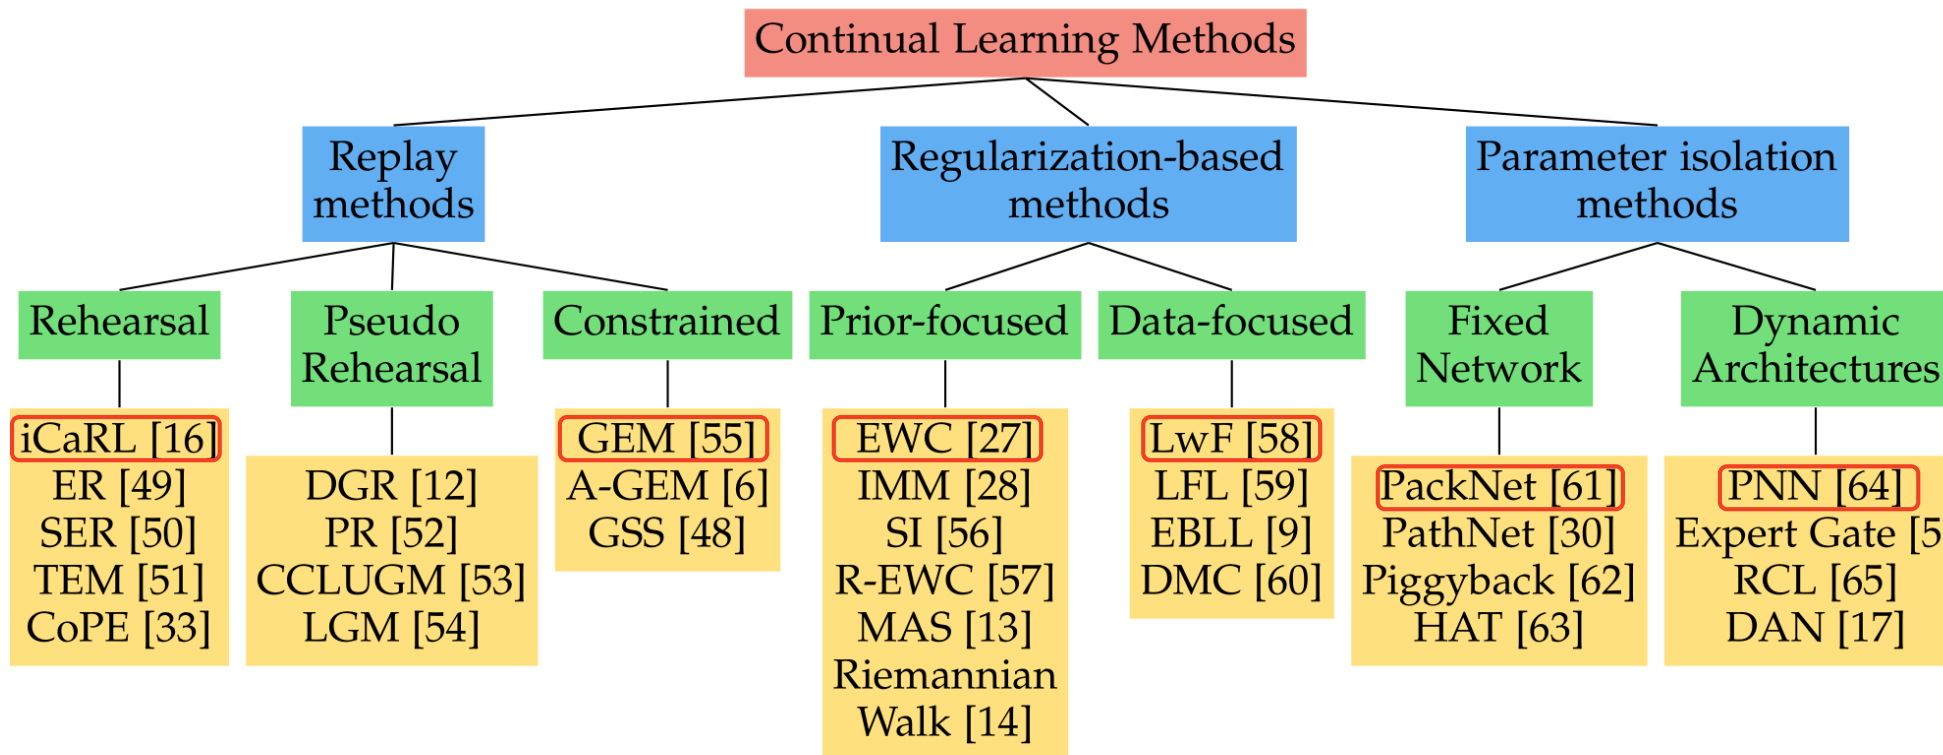 Continual Learning Methods
Replay
methods
Regularization-based
methods
Parameter isolation
methods
Rehearsal
Pseudo
Rehearsal
Constrained
Prior-focused
Data-focused
Fixed
Network
Dynamic
Architectures
iCaRL [16]
ER [49]
SER [50]
TEM [51]
CoPE [33]
DGR [12]
PR [52]
CCLUGM [53]
LGM [54]
GEM [55]
A-GEM [6]
GSS [48]
EWC [27]
IMM [28]
SI [56]
R-EWC [57]
MAS [13]
Riemannian
Walk [14]
LwF [58]
LFL [59]
EBLL [9]
DMC [60]
PackNet [61]
PathNet [30]
Piggyback [62]
HAT [63]
PNN [64]
Expert Gate [5
RCL [65]
DAN [17]